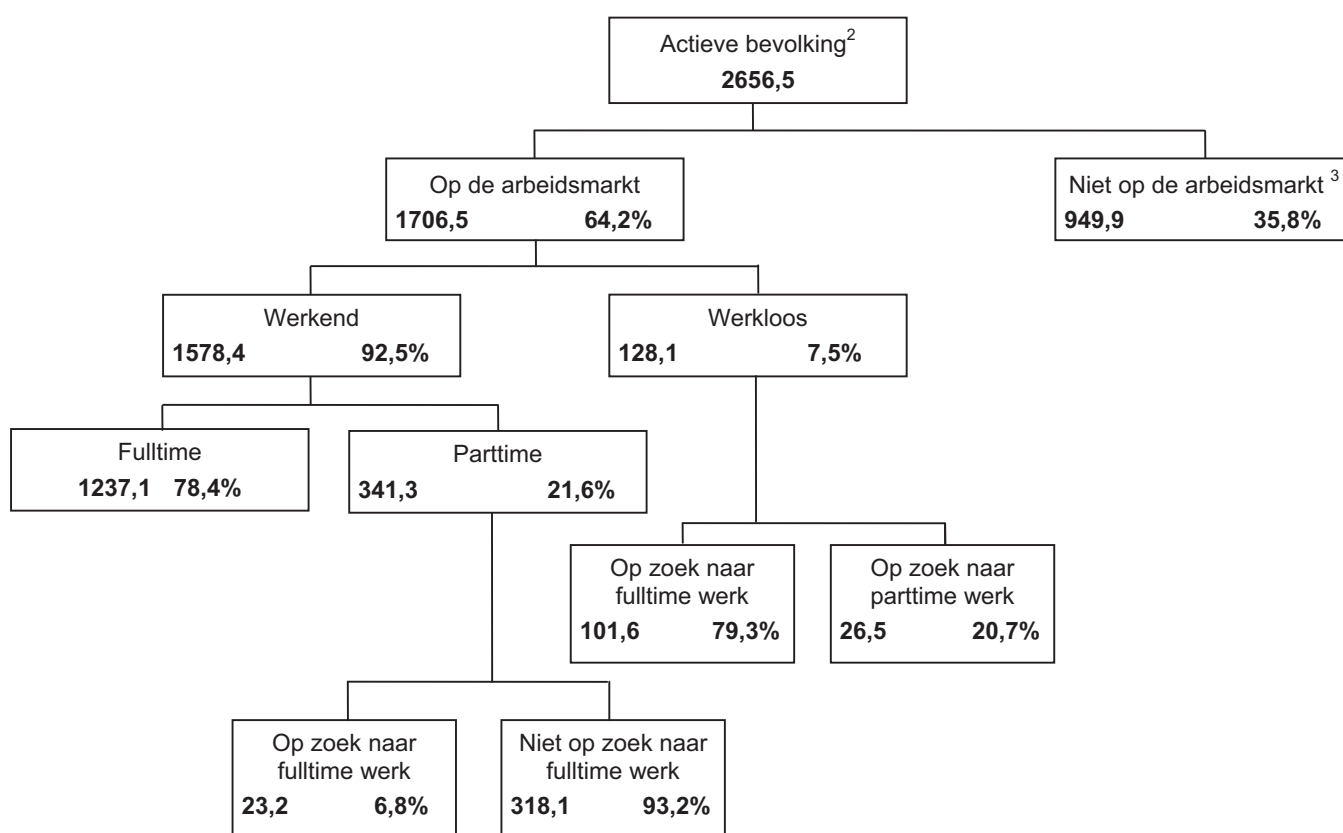 Actieve bevolking²
2656,5
Op de arbeidsmarkt
1706,5 64,2%
Niet op de arbeidsmarkt ³
949,9 35,8%
Werkend
1578,4 92,5%
Werkloos
128,1 7,5%
Fulltime
1237,1 78,4%
Parttime
341,3 21,6%
Op zoek naar
fulltime werk
101,6 79,3%
Op zoek naar
parttime werk
26,5 20,7%
Op zoek naar
fulltime werk
23,2 6,8%
Niet op zoek naar
fulltime werk
318,1 93,2%